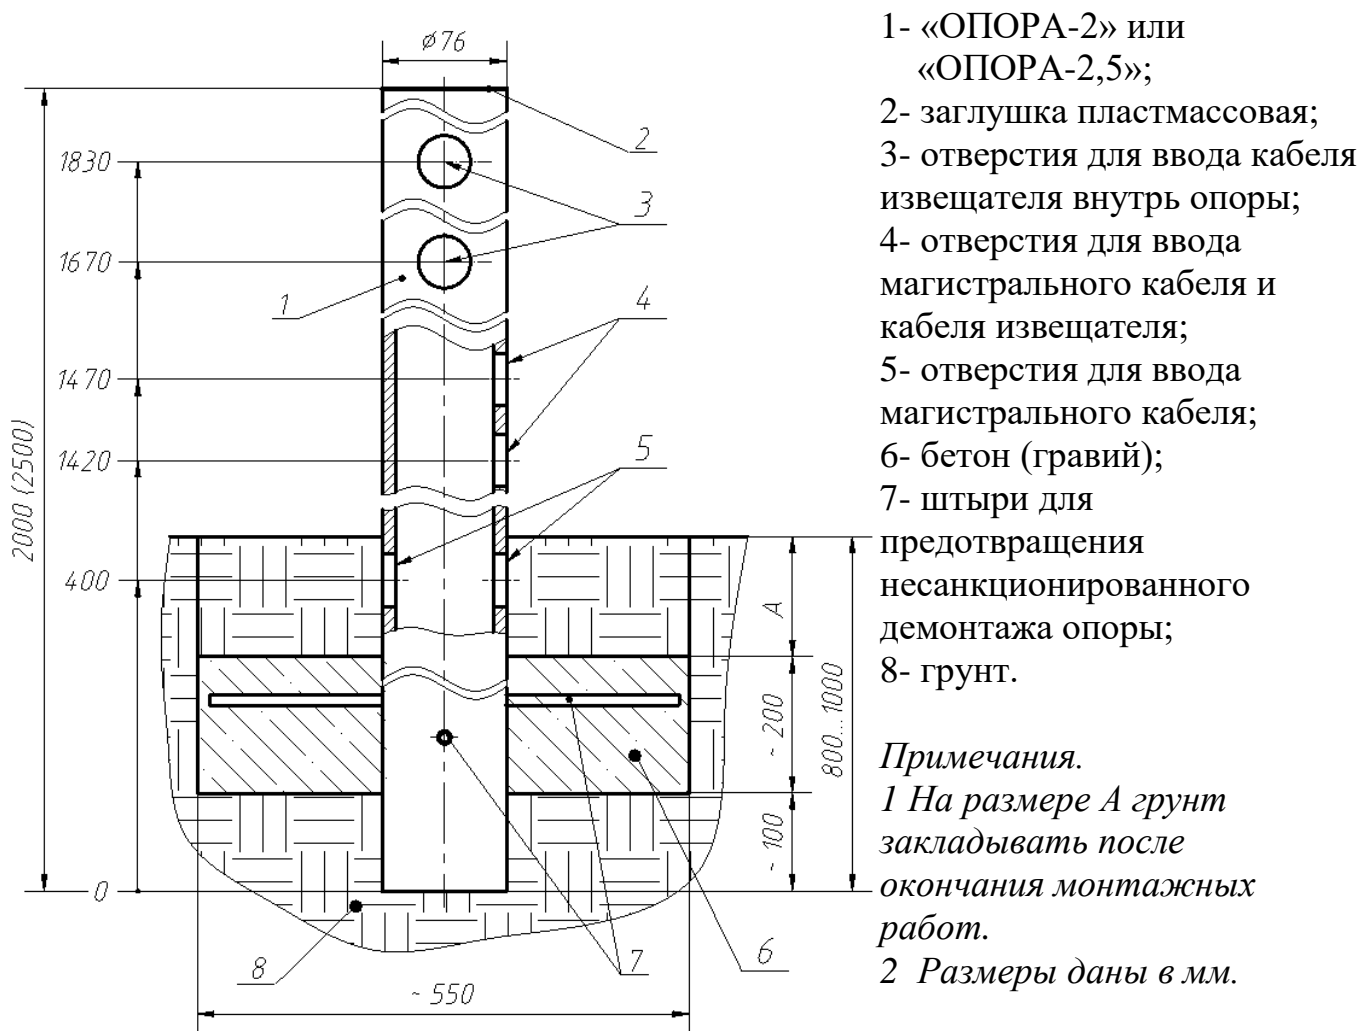 ⌀76
2000 (2500)
1830
1670
1470
1420
400
0
1
2
3
4
5
A
~ 200
~ 100
800...1000
8
7
6
~ 550
1- «ОПОРА-2» или
«ОПОРА-2,5»;
2- заглушка пластмассовая;
3- отверстия для ввода кабеля
извещателя внутрь опоры;
4- отверстия для ввода
магистрального кабеля и
кабеля извещателя;
5- отверстия для ввода
магистрального кабеля;
6- бетон (гравий);
7- штыри для
предотвращения
несанкционированного
демонтажа опоры;
8- грунт.
Примечания.
1 На размере А грунт
закладывать после
окончания монтажных
работ.
2 Размеры даны в мм.